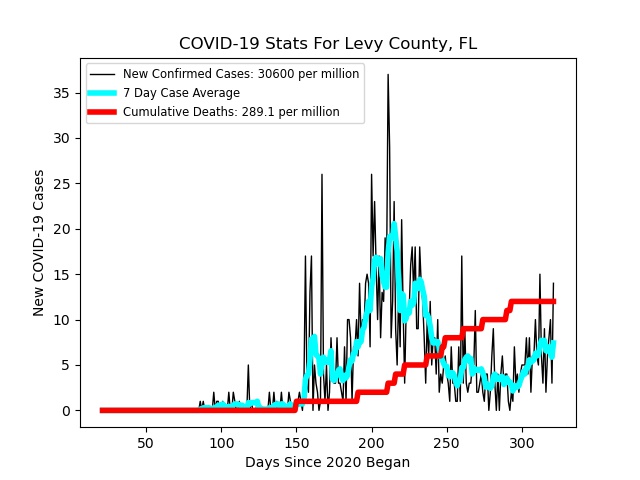 COVID-19 Stats For Levy County, FL
New Confirmed Cases: 30600 per million
7 Day Case Average
Cumulative Deaths: 289.1 per million
New COVID-19 Cases
35
30
25
20
15
10
5
0
50 100 150 200 250 300
Days Since 2020 Began